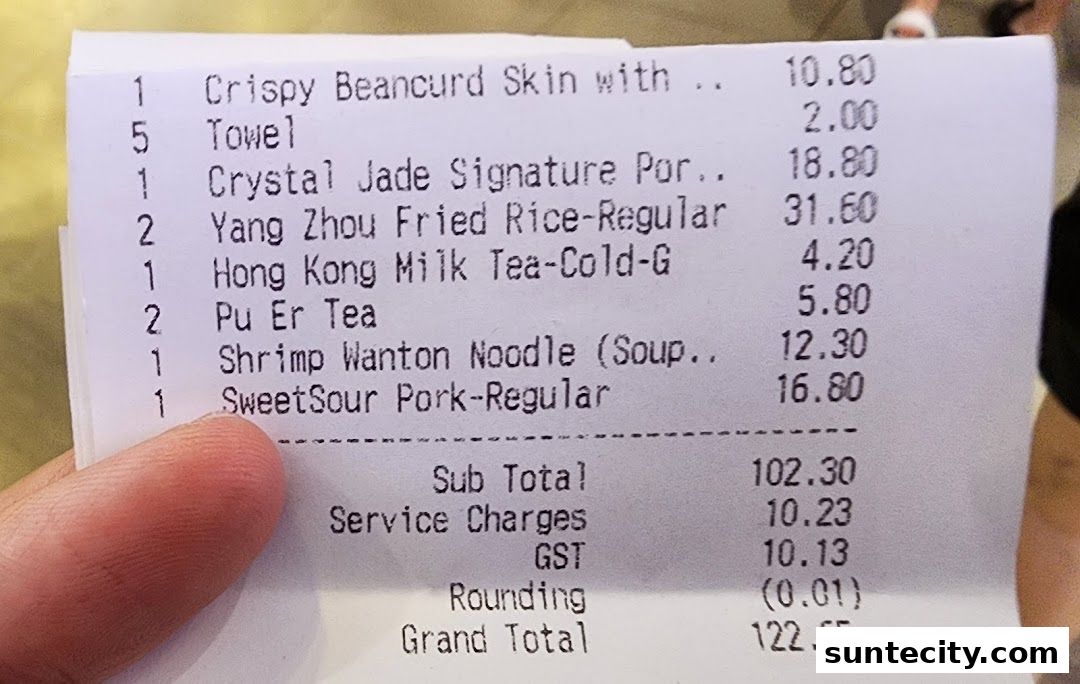 1 Crispy Beancurd Skin with .. 10.80
5 Towel 2.00
1 Crystal Jade Signature Por.. 18.80
2 Yang Zhou Fried Rice-Regular 31.60
1 Hong Kong Milk Tea-Cold-G 4.20
2 Pu Er Tea 5.80
1 Shrimp Wanton Noodle (Soup.. 12.30
1 SweetSour Pork-Regular 16.80
Sub Total 102.30
Service Charges 10.23
GST 10.13
Rounding (0.01)
Grand Total
suntecity.com